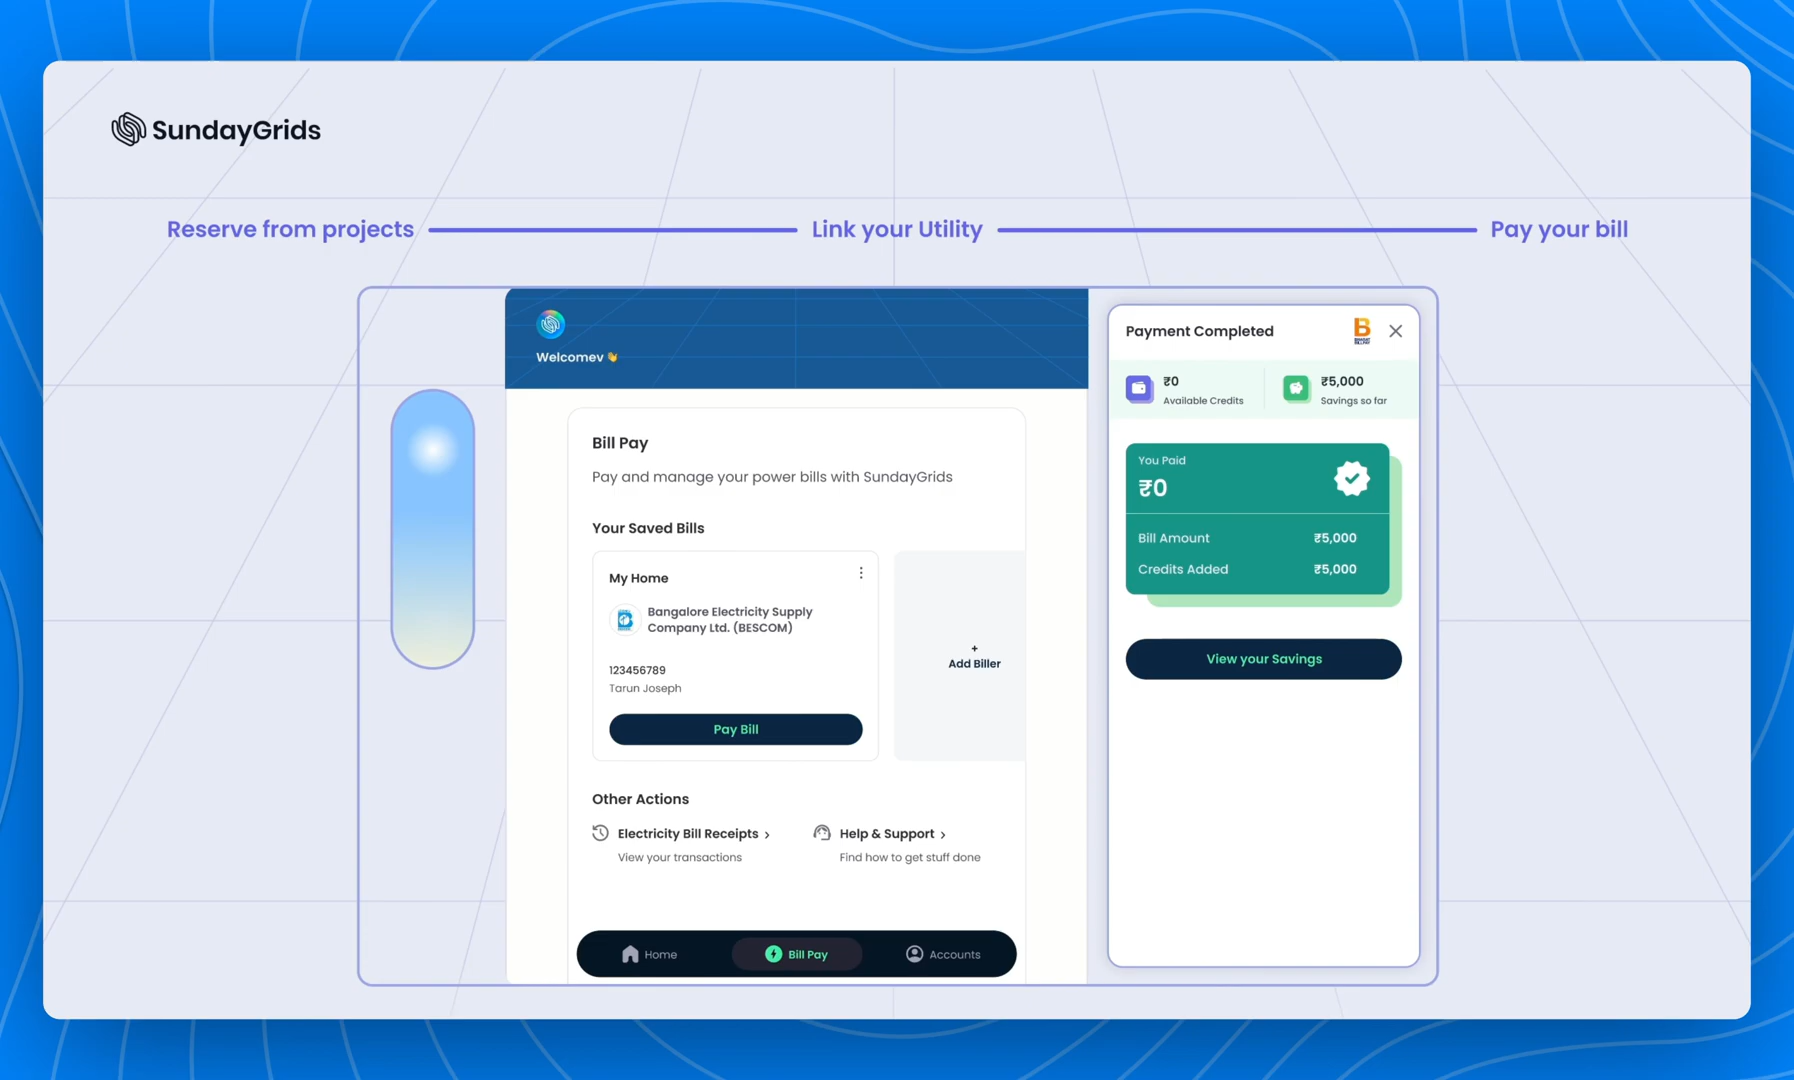 SundayGrids
Reserve from projects
Link your Utility
Pay your bill
Welcomev 👋
Bill Pay
Pay and manage your power bills with SundayGrids
Your Saved Bills
My Home
Bangalore Electricity Supply
Company Ltd. (BESCOM)
123456789
Tarun Joseph
Pay Bill
+
Add Biller
Other Actions
Electricity Bill Receipts >
View your transactions
Help & Support >
Find how to get stuff done
Home
Bill Pay
Accounts
Payment Completed
B
BHARAT
BILLPAY
₹0
Available Credits
₹5,000
Savings so far
You Paid
₹0
Bill Amount
₹5,000
Credits Added
₹5,000
View your Savings